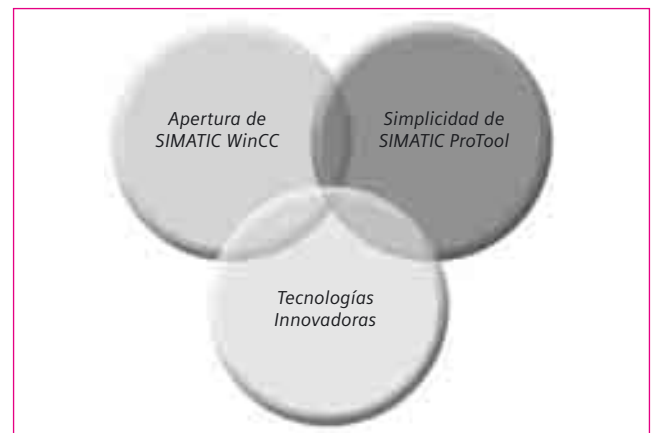 Apertura de
SIMATIC WinCC
Simplicidad de
SIMATIC ProTool
Tecnologías
Innovadoras